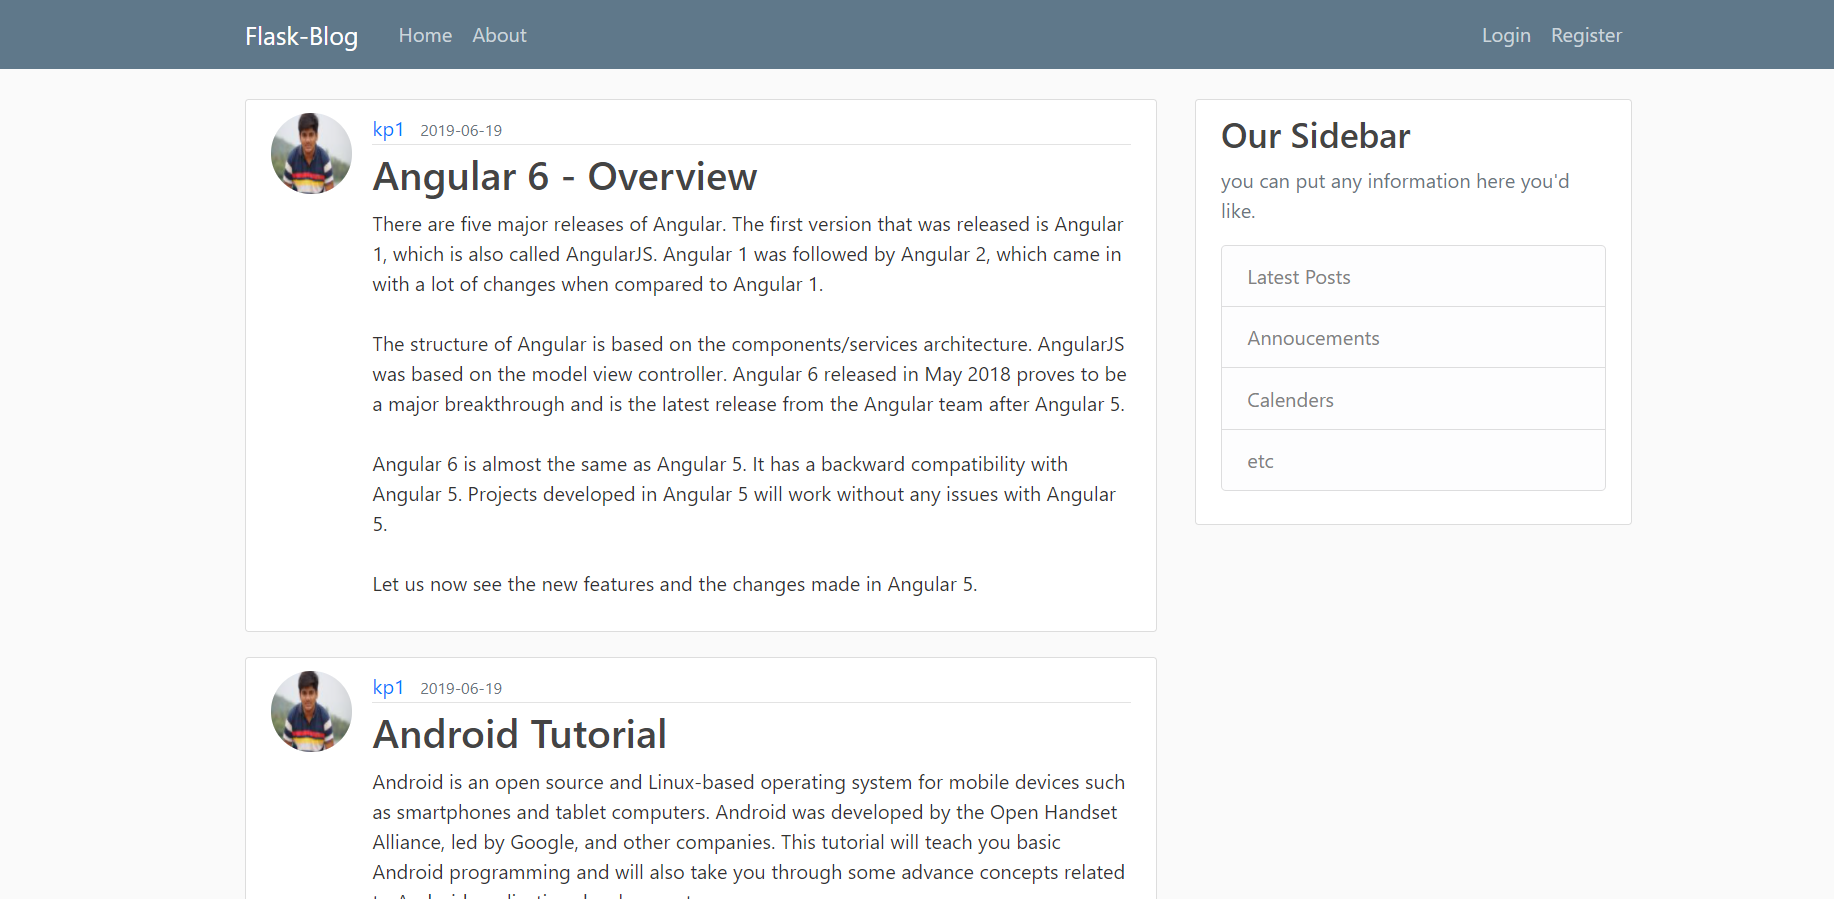 Flask-Blog Home About Login Register
kp1 2019-06-19
Angular 6 - Overview
There are five major releases of Angular. The first version that was released is Angular
1, which is also called AngularJS. Angular 1 was followed by Angular 2, which came in
with a lot of changes when compared to Angular 1.
The structure of Angular is based on the components/services architecture. AngularJS
was based on the model view controller. Angular 6 released in May 2018 proves to be
a major breakthrough and is the latest release from the Angular team after Angular 5.
Angular 6 is almost the same as Angular 5. It has a backward compatibility with
Angular 5. Projects developed in Angular 5 will work without any issues with Angular
5.
Let us now see the new features and the changes made in Angular 5.
kp1 2019-06-19
Android Tutorial
Android is an open source and Linux-based operating system for mobile devices such
as smartphones and tablet computers. Android was developed by the Open Handset
Alliance, led by Google, and other companies. This tutorial will teach you basic
Android programming and will also take you through some advance concepts related
Our Sidebar
you can put any information here you'd
like.
Latest Posts
Annoucements
Calenders
etc